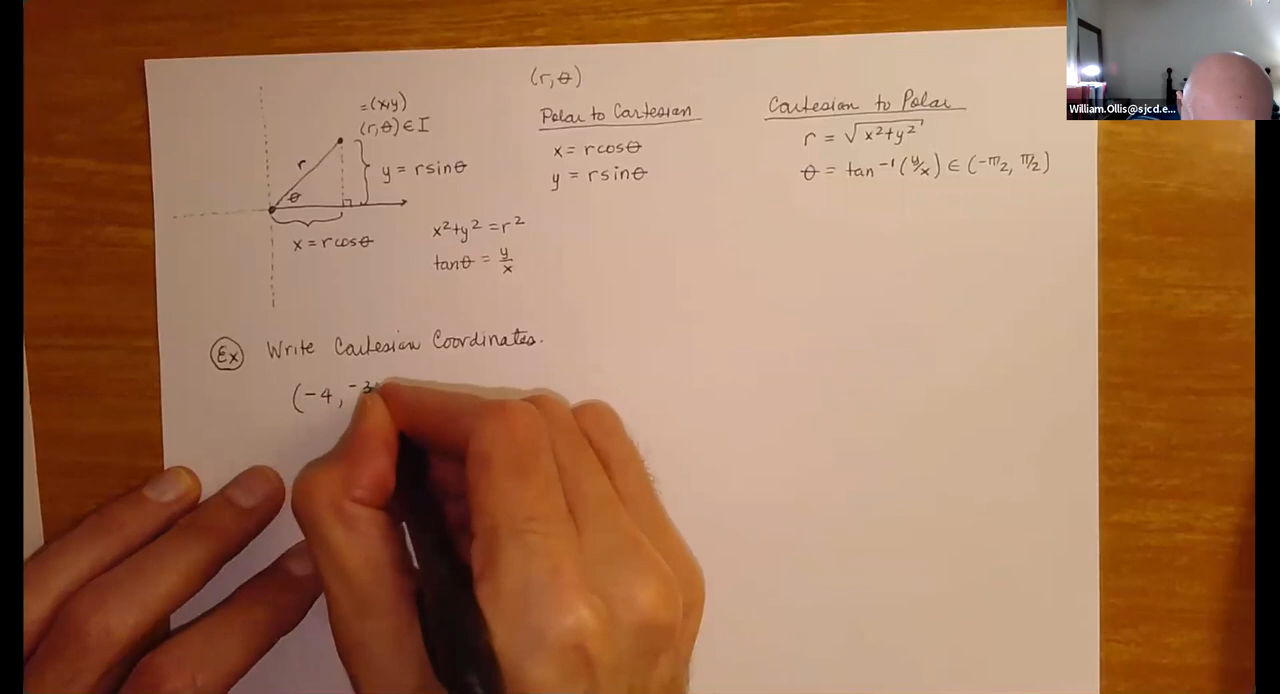 (r, θ)
= (x,y)
(r, θ) ∈ I
r
θ
y = r sinθ
x = r cosθ
x² + y² = r²
tanθ = y/x
Polar to Cartesian
x = r cosθ
y = r sinθ
Cartesian to Polar
r = √x² + y²
θ = tan⁻¹(y/x) ∈ (-π/2, π/2)
Ex Write Cartesian Coordinates.
(-4, -3
William.Ollis@sjcd.e...